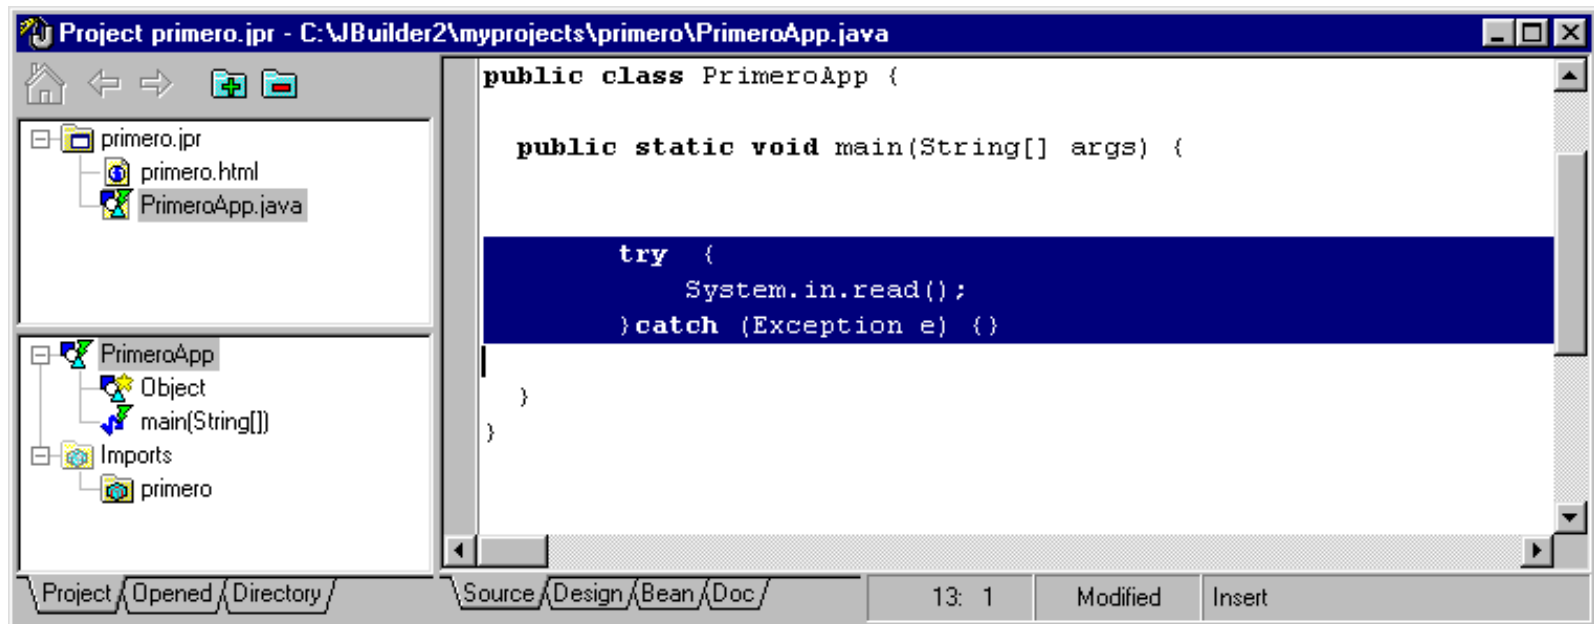 Project primero.jpr - C:\JBuilder2\myprojects\primero\PrimeroApp.java
primero.jpr
primero.html
PrimeroApp.java
PrimeroApp
Object
main(String[])
Imports
primero
Project Opened Directory
public class PrimeroApp {
public static void main(String[] args) {
try {
System.in.read();
}catch (Exception e) {}
}
}
Source Design Bean Doc
13: 1 Modified Insert